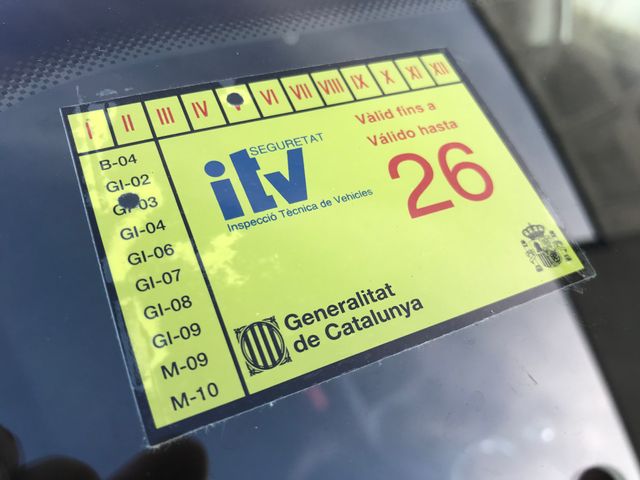 I II III IV V VI VII VIII IX X XI XII
B-04
GI-02
GI-03
GI-04
GI-06
GI-07
GI-08
GI-09
M-09
M-10
SEGURETAT
itv
Inspecció Tècnica de Vehicles
Vàlid fins a
Válido hasta
26
Generalitat
de Catalunya